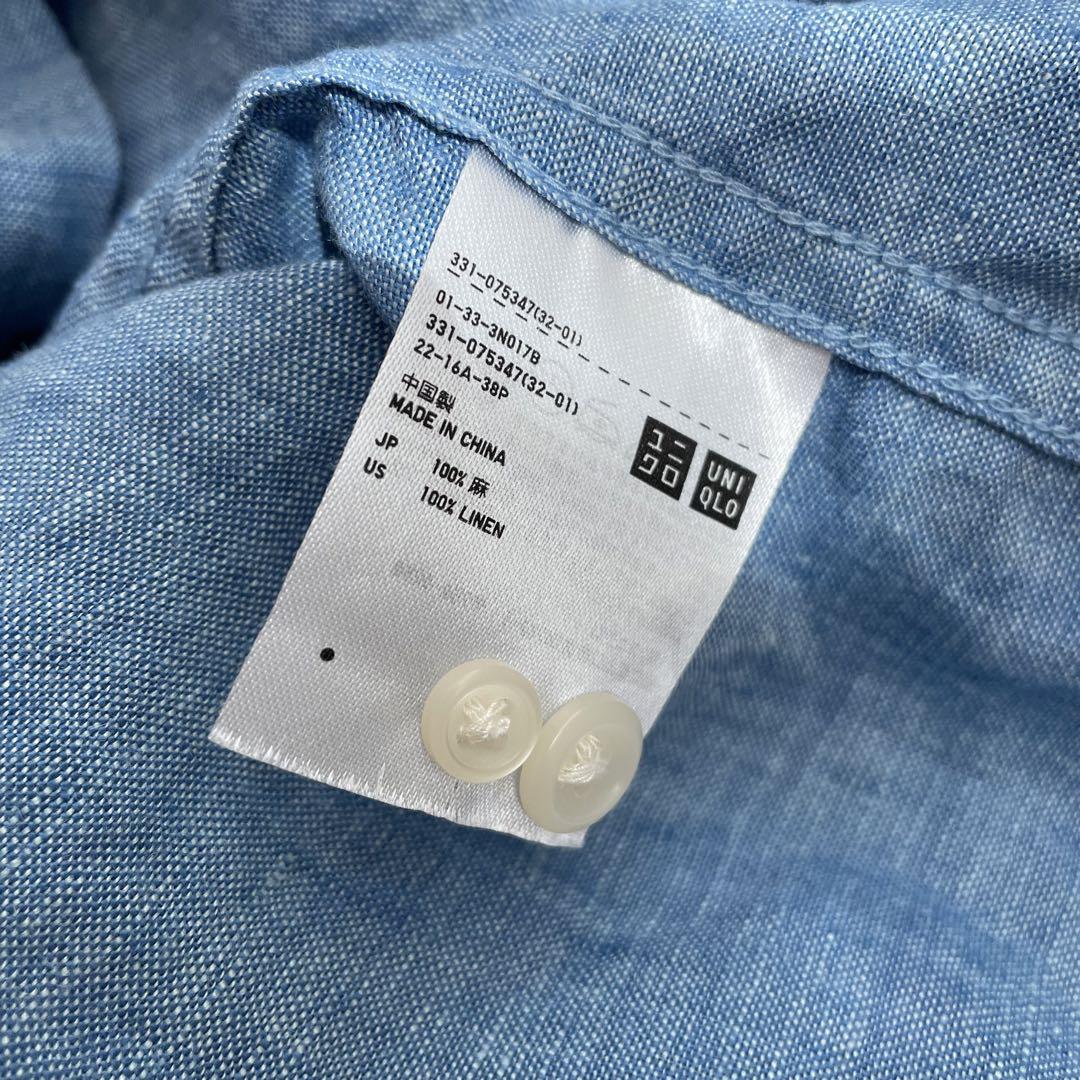 331-075347(32-01)
01-33-3N017B
331-075347(32-01)
22-16A-38P
中国製
MADE IN CHINA
JP 100% 麻
US 100% LINEN
ユニ
クロ
UNI
QLO